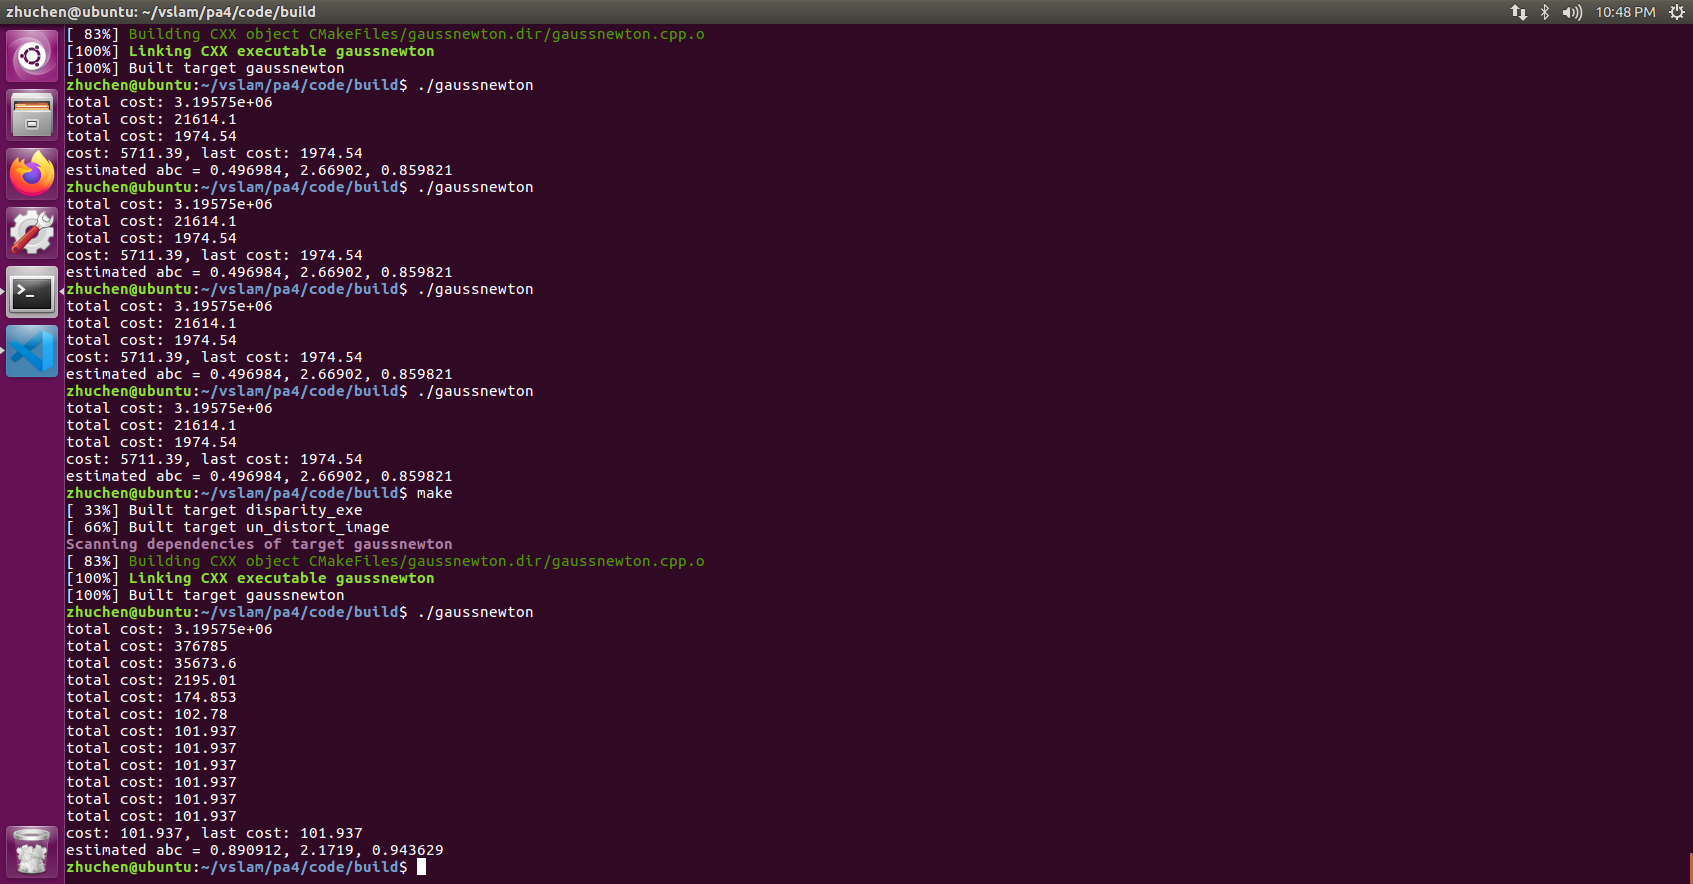 zhuchen@ubuntu: ~/vslam/pa4/code/build
10:48 PM
[ 83%] Building CXX object CMakeFiles/gaussnewton.dir/gaussnewton.cpp.o
[100%] Linking CXX executable gaussnewton
[100%] Built target gaussnewton
zhuchen@ubuntu:~/vslam/pa4/code/build$ ./gaussnewton
total cost: 3.19575e+06
total cost: 21614.1
total cost: 1974.54
cost: 5711.39, last cost: 1974.54
estimated abc = 0.496984, 2.66902, 0.859821
zhuchen@ubuntu:~/vslam/pa4/code/build$ ./gaussnewton
total cost: 3.19575e+06
total cost: 21614.1
total cost: 1974.54
cost: 5711.39, last cost: 1974.54
estimated abc = 0.496984, 2.66902, 0.859821
zhuchen@ubuntu:~/vslam/pa4/code/build$ ./gaussnewton
total cost: 3.19575e+06
total cost: 21614.1
total cost: 1974.54
cost: 5711.39, last cost: 1974.54
estimated abc = 0.496984, 2.66902, 0.859821
zhuchen@ubuntu:~/vslam/pa4/code/build$ ./gaussnewton
total cost: 3.19575e+06
total cost: 21614.1
total cost: 1974.54
cost: 5711.39, last cost: 1974.54
estimated abc = 0.496984, 2.66902, 0.859821
zhuchen@ubuntu:~/vslam/pa4/code/build$ make
[ 33%] Built target disparity_exe
[ 66%] Built target un_distort_image
Scanning dependencies of target gaussnewton
[ 83%] Building CXX object CMakeFiles/gaussnewton.dir/gaussnewton.cpp.o
[100%] Linking CXX executable gaussnewton
[100%] Built target gaussnewton
zhuchen@ubuntu:~/vslam/pa4/code/build$ ./gaussnewton
total cost: 3.19575e+06
total cost: 376785
total cost: 35673.6
total cost: 2195.01
total cost: 174.853
total cost: 102.78
total cost: 101.937
total cost: 101.937
total cost: 101.937
total cost: 101.937
total cost: 101.937
total cost: 101.937
cost: 101.937, last cost: 101.937
estimated abc = 0.890912, 2.1719, 0.943629
zhuchen@ubuntu:~/vslam/pa4/code/build$